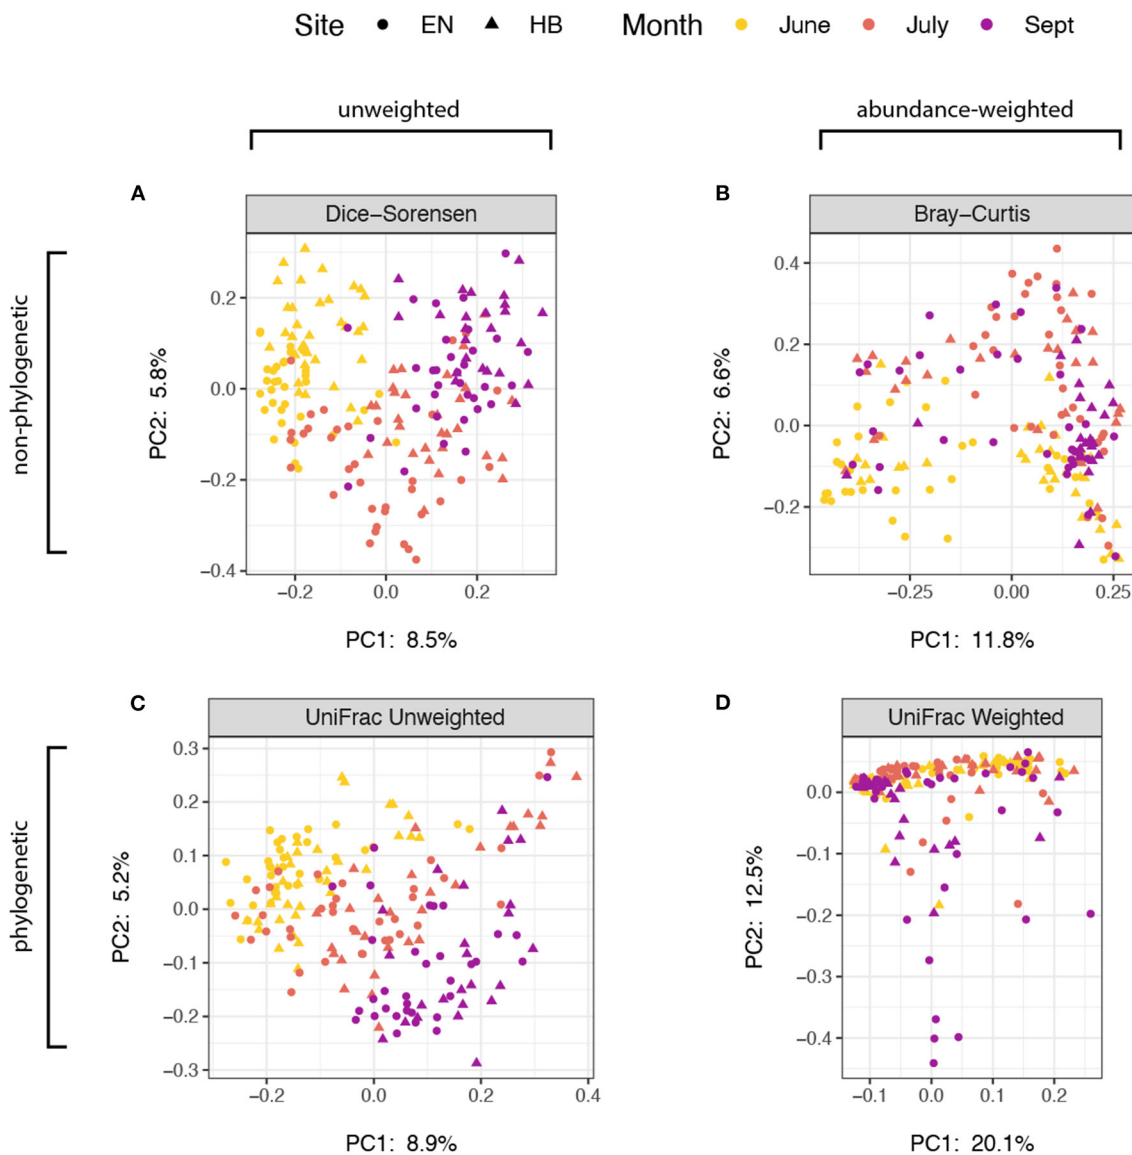 Site EN HB Month June July Sept
unweighted abundance-weighted
A B
Dice–Sorensen Bray–Curtis
non-phylogenetic
PC2: 5.8%
0.2
0.0
−0.2
−0.4
−0.2 0.0 0.2
PC1: 8.5%
PC2: 6.6%
0.4
0.2
0.0
−0.2
−0.25 0.00 0.25
PC1: 11.8%
C D
UniFrac Unweighted UniFrac Weighted
phylogenetic
PC2: 5.2%
0.3
0.2
0.1
0.0
−0.1
−0.2
−0.3
−0.2 0.0 0.2 0.4
PC1: 8.9%
PC2: 12.5%
0.0
−0.1
−0.2
−0.3
−0.4
−0.1 0.0 0.1 0.2
PC1: 20.1%